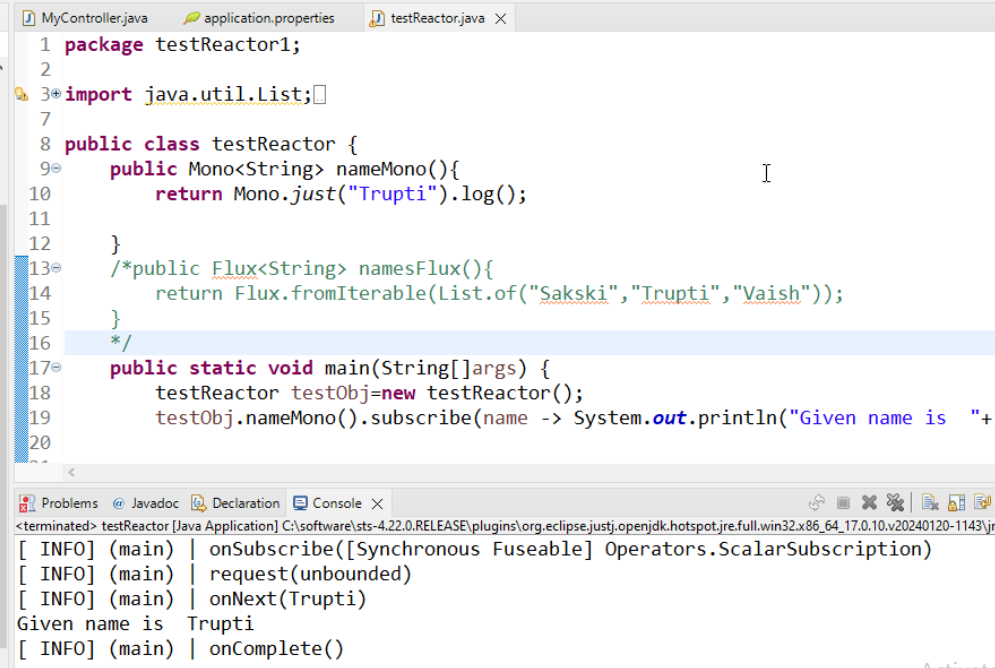 MyController.java application.properties testReactor.java
1 package testReactor1;
2
3 import java.util.List;
7
8 public class testReactor {
9 public Mono<String> nameMono(){
10 return Mono.just("Trupti").log();
11
12 }
13 /*public Flux<String> namesFlux(){
14 return Flux.fromIterable(List.of("Sakski","Trupti","Vaish"));
15 }
16 */
17 public static void main(String[]args) {
18 testReactor testObj=new testReactor();
19 testObj.nameMono().subscribe(name -> System.out.println("Given name is  "+
20
Problems @ Javadoc Declaration Console
<terminated> testReactor [Java Application] C:\software\sts-4.22.0.RELEASE\plugins\org.eclipse.justj.openjdk.hotspot.jre.full.win32.x86_64_17.0.10.v20240120-1143\jr
[ INFO] (main) | onSubscribe([Synchronous Fuseable] Operators.ScalarSubscription)
[ INFO] (main) | request(unbounded)
[ INFO] (main) | onNext(Trupti)
Given name is  Trupti
[ INFO] (main) | onComplete()